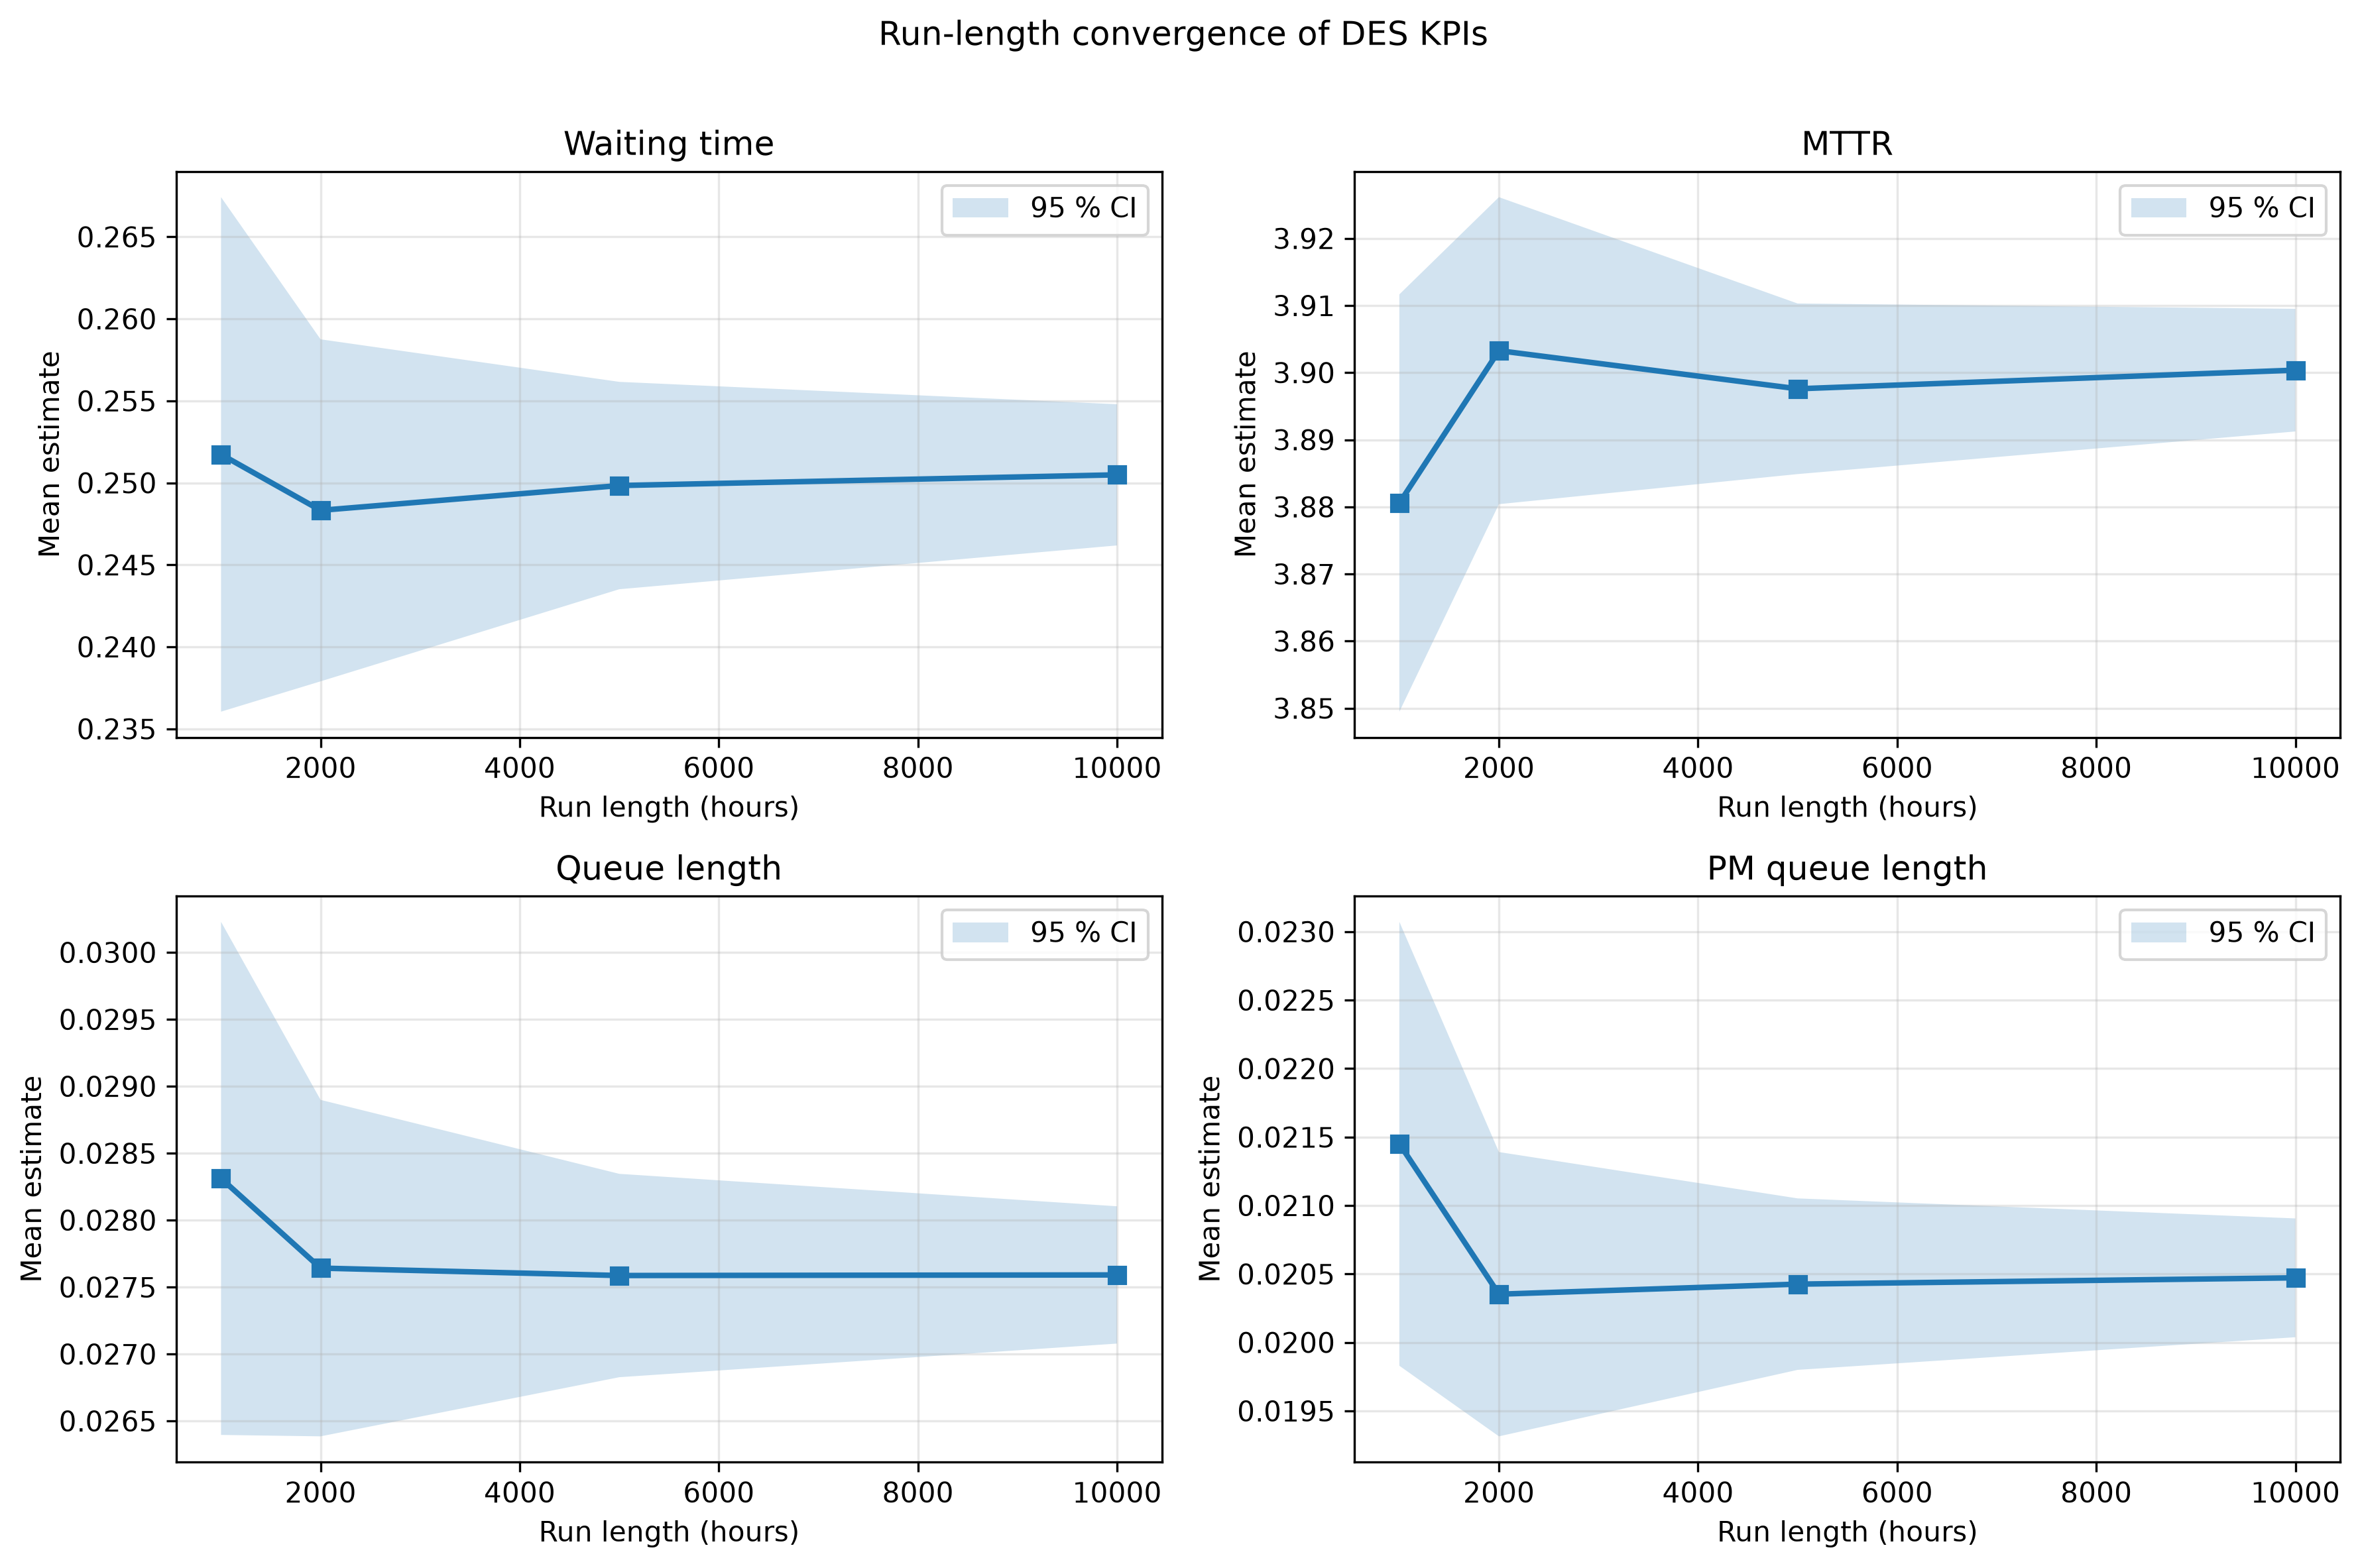 Run-length convergence of DES KPIs
Waiting time
95 % CI
0.265
0.260
0.255
0.250
0.245
0.240
0.235
Mean estimate
2000 4000 6000 8000 10000
Run length (hours)
MTTR
95 % CI
3.92
3.91
3.90
3.89
3.88
3.87
3.86
3.85
Mean estimate
2000 4000 6000 8000 10000
Run length (hours)
Queue length
95 % CI
0.0300
0.0295
0.0290
0.0285
0.0280
0.0275
0.0270
0.0265
Mean estimate
2000 4000 6000 8000 10000
Run length (hours)
PM queue length
95 % CI
0.0230
0.0225
0.0220
0.0215
0.0210
0.0205
0.0200
0.0195
Mean estimate
2000 4000 6000 8000 10000
Run length (hours)